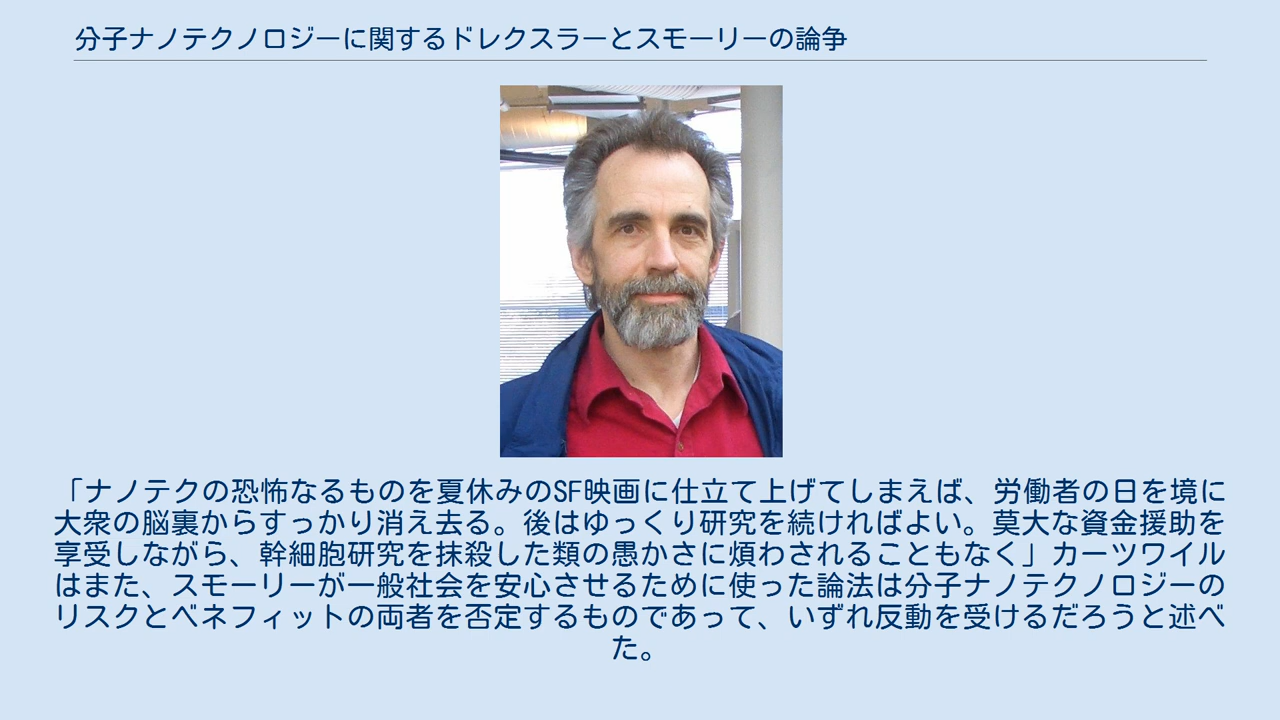 分子ナノテクノロジーに関するドレクスラーとスモーリーの論争
「ナノテクの恐怖なるものを夏休みのSF映画に仕立て上げてしまえば、労働者の日を境に
大衆の脳裏からすっかり消え去る。後はゆっくり研究を続ければよい。莫大な資金援助を
享受しながら、幹細胞研究を抹殺した類の愚かさに煩わされることもなく」カーツワイル
はまた、スモーリーが一般社会を安心させるために使った論法は分子ナノテクノロジーの
リスクとベネフィットの両者を否定するものであって、いずれ反動を受けるだろうと述べ
た。